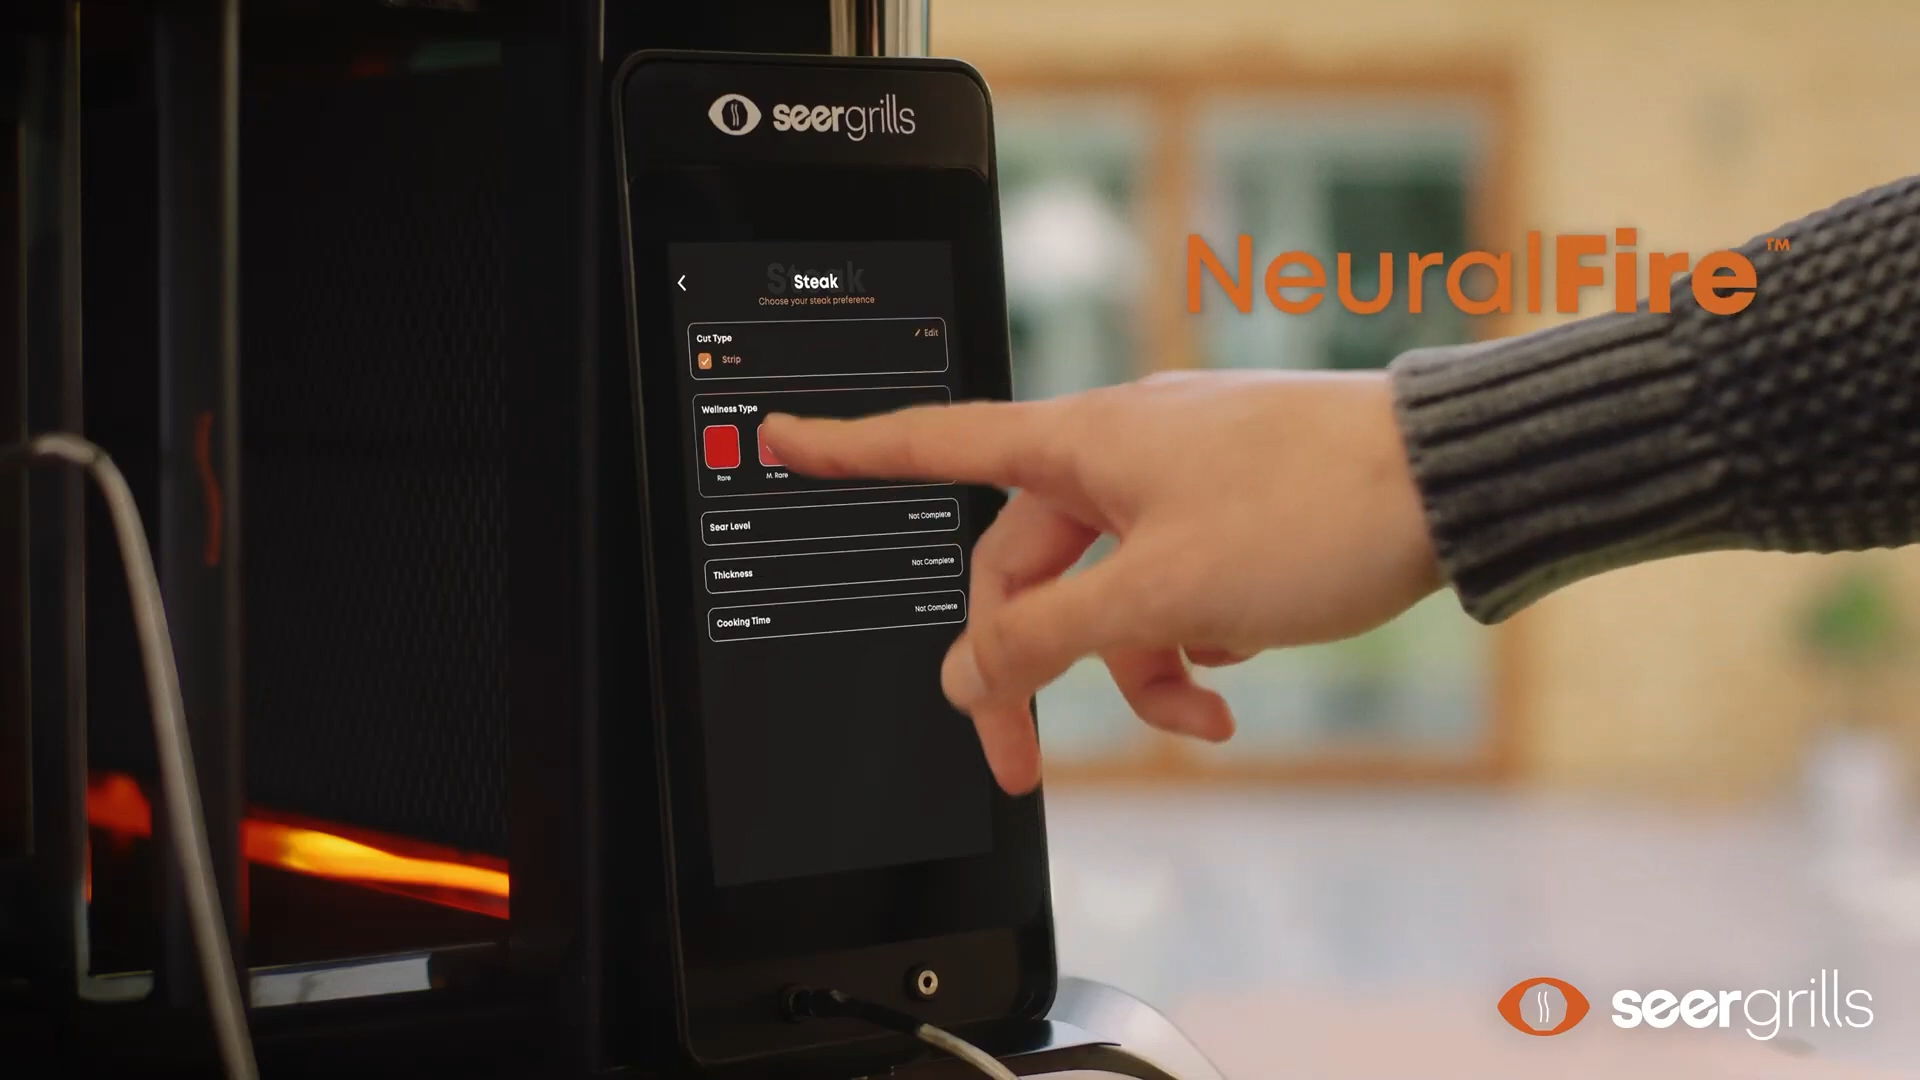 seergrills
NeuralFire™
Steak
Steak
Choose your steak preference
Cut Type
Edit
Strip
Wellness Type
Rare
M. Rare
Sear Level
Not Complete
Thickness
Not Complete
Cooking Time
Not Complete
seergrills